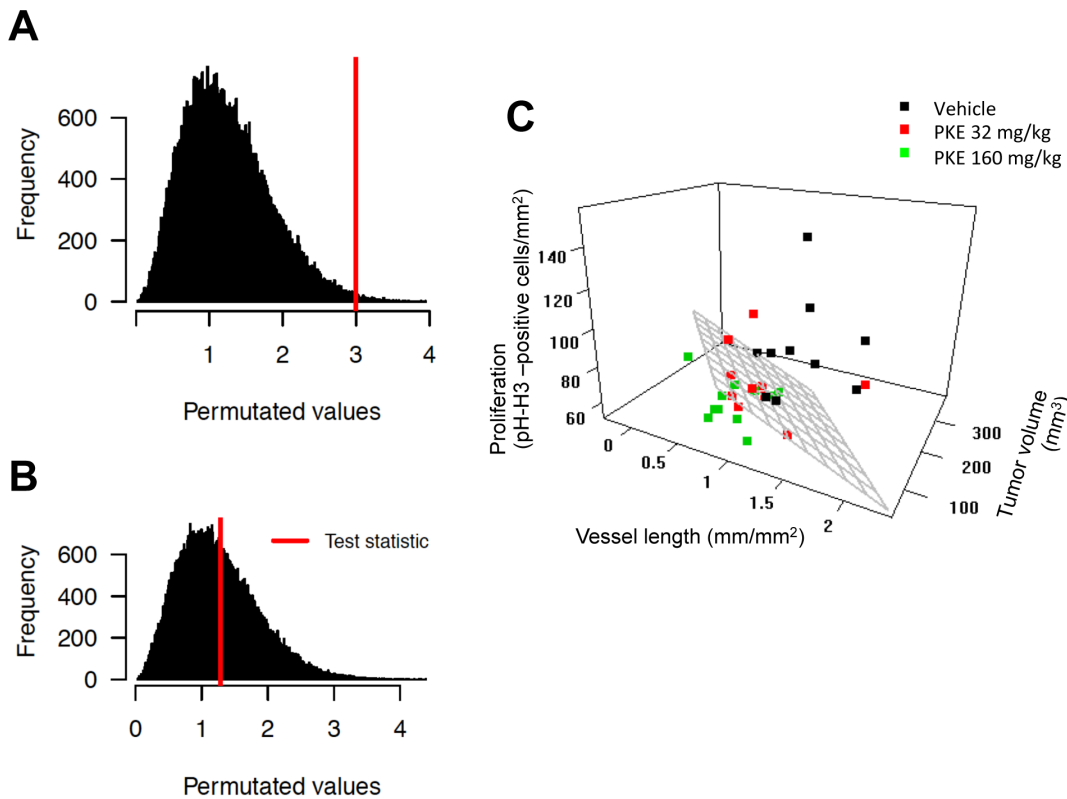 A
600
400
200
0
Frequency
1 2 3 4
Permutated values
B
Test statistic
600
400
200
0
Frequency
0 1 2 3 4
Permutated values
C
Vehicle
PKE 32 mg/kg
PKE 160 mg/kg
Proliferation
(pH-H3 –positive cells/mm²)
140
120
100
80
60
0
0.5
1
1.5
2
Vessel length (mm/mm²)
300
200
100
Tumor volume
(mm³)